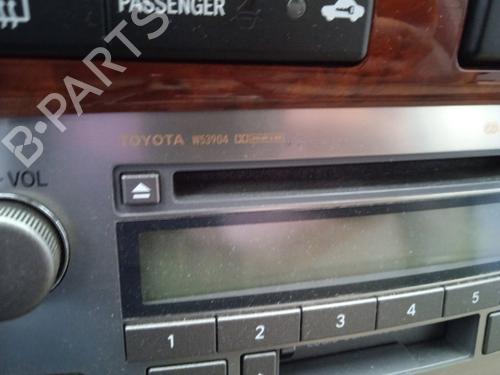 PASSENGER
TOYOTA W53904
VOL
1 2 3 4 5
B-PARTS